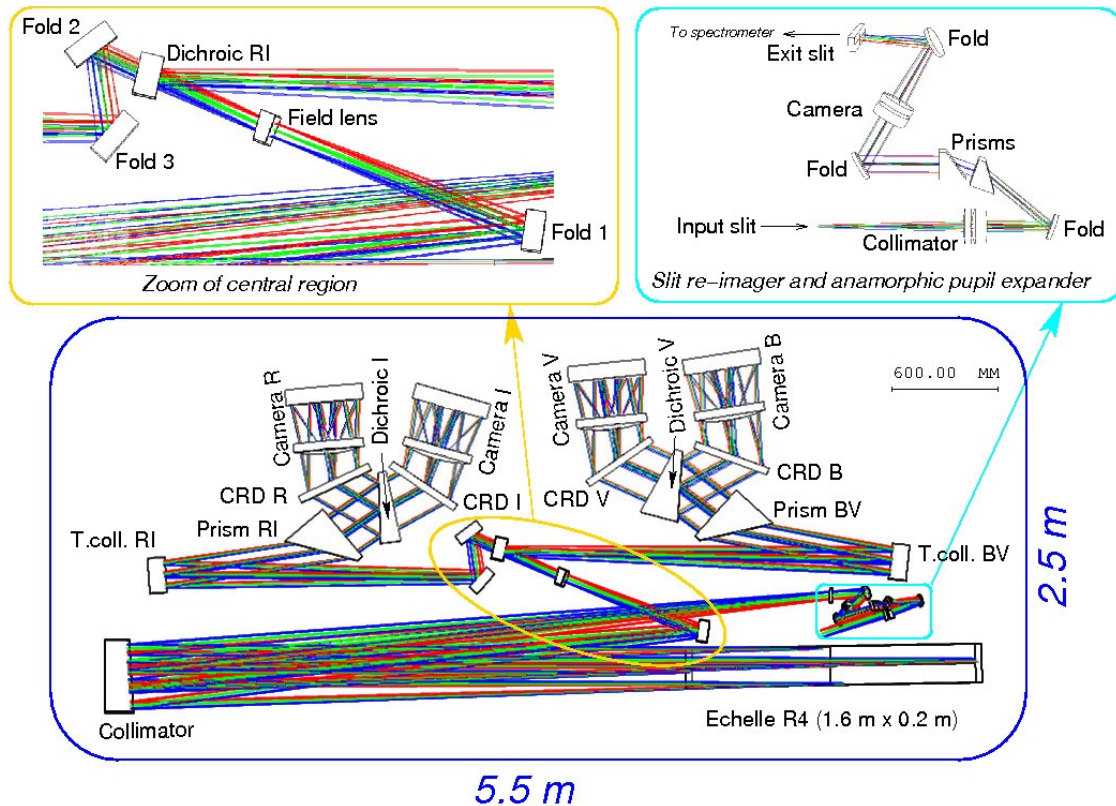 Fold 2
Dichroic RI
Field lens
Fold 3
Fold 1
Zoom of central region
To spectrometer
Exit slit
Fold
Camera
Prisms
Fold
Input slit
Collimator
Fold
Slit re-imager and anamorphic pupil expander
Camera R
Dichroic I
Camera I
Camera V
Dichroic V
Camera B
600.00 MM
CRD R
CRD I
CRD V
CRD B
Prism RI
Prism BV
T.coll. RI
T.coll. BV
2.5 m
Collimator
Echelle R4 (1.6 m x 0.2 m)
5.5 m